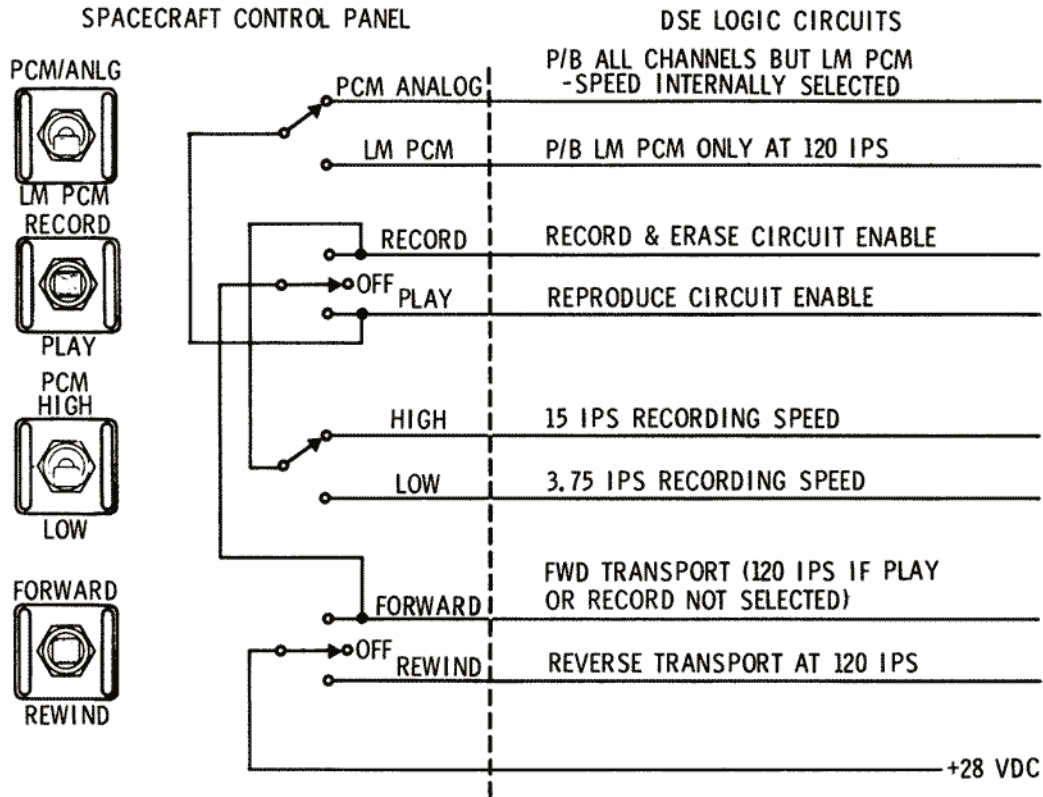 SPACECRAFT CONTROL PANEL
DSE LOGIC CIRCUITS
PCM/ANLG
LM PCM
PCM ANALOG
P/B ALL CHANNELS BUT LM PCM
-SPEED INTERNALLY SELECTED
LM PCM
P/B LM PCM ONLY AT 120 IPS
RECORD
PLAY
RECORD
RECORD & ERASE CIRCUIT ENABLE
OFF
PLAY
REPRODUCE CIRCUIT ENABLE
PCM
HIGH
LOW
HIGH
15 IPS RECORDING SPEED
LOW
3.75 IPS RECORDING SPEED
FORWARD
REWIND
FORWARD
FWD TRANSPORT (120 IPS IF PLAY
OR RECORD NOT SELECTED)
OFF
REWIND
REVERSE TRANSPORT AT 120 IPS
+28 VDC